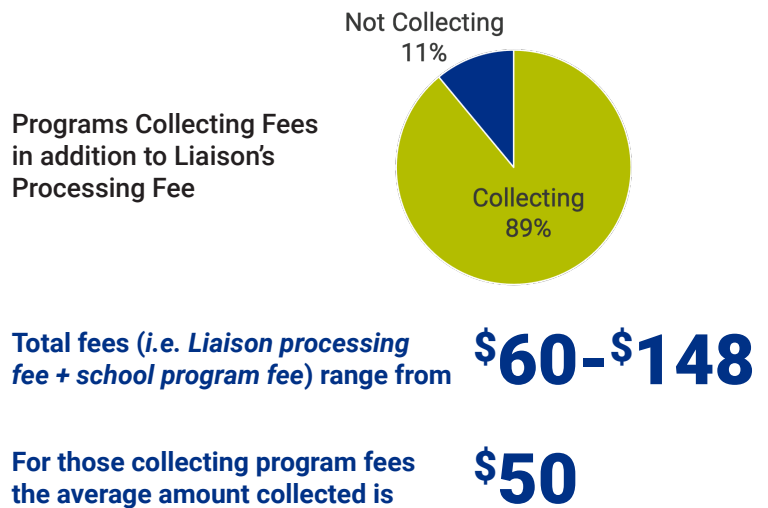 Not Collecting
11%
Programs Collecting Fees
in addition to Liaison's
Processing Fee
Collecting
89%
Total fees (i.e. Liaison processing
fee + school program fee) range from
$60-$148
For those collecting program fees
the average amount collected is
$50